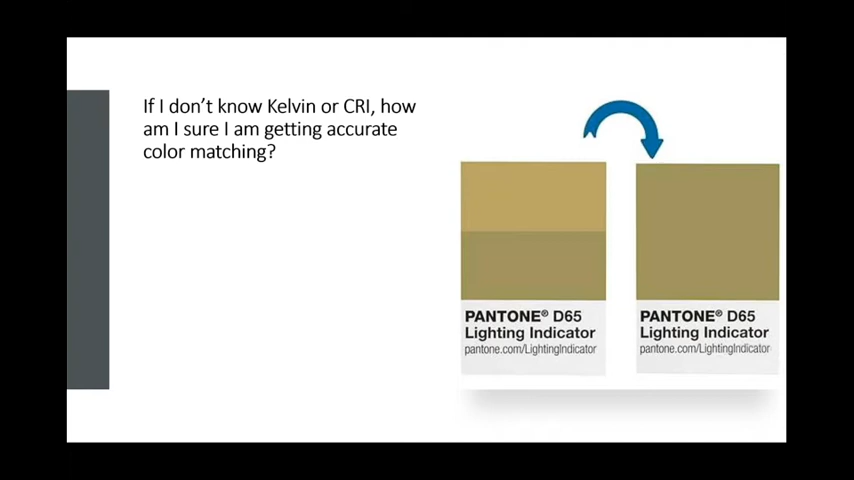 If I don't know Kelvin or CRI, how
am I sure I am getting accurate
color matching?
PANTONE® D65
Lighting Indicator
pantone.com/LightingIndicator
PANTONE® D65
Lighting Indicator
pantone.com/LightingIndicator